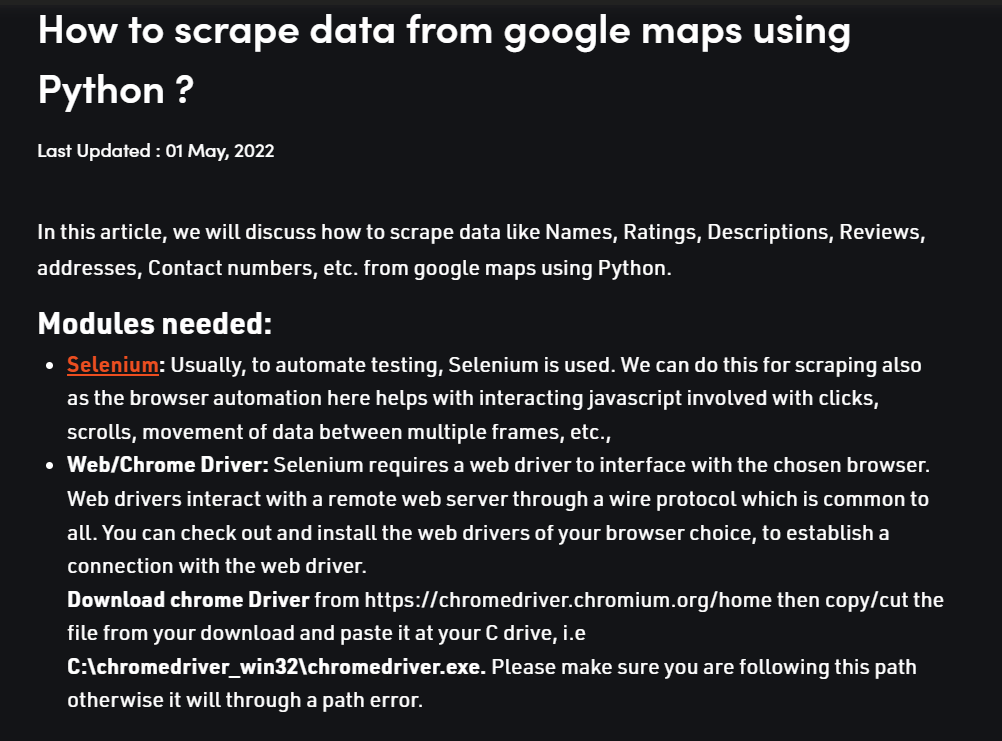 How to scrape data from google maps using
Python ?
Last Updated : 01 May, 2022
In this article, we will discuss how to scrape data like Names, Ratings, Descriptions, Reviews,
addresses, Contact numbers, etc. from google maps using Python.
Modules needed:
• Selenium: Usually, to automate testing, Selenium is used. We can do this for scraping also
as the browser automation here helps with interacting javascript involved with clicks,
scrolls, movement of data between multiple frames, etc.,
• Web/Chrome Driver: Selenium requires a web driver to interface with the chosen browser.
Web drivers interact with a remote web server through a wire protocol which is common to
all. You can check out and install the web drivers of your browser choice, to establish a
connection with the web driver.
Download chrome Driver from https://chromedriver.chromium.org/home then copy/cut the
file from your download and paste it at your C drive, i.e
C:\chromedriver_win32\chromedriver.exe. Please make sure you are following this path
otherwise it will through a path error.